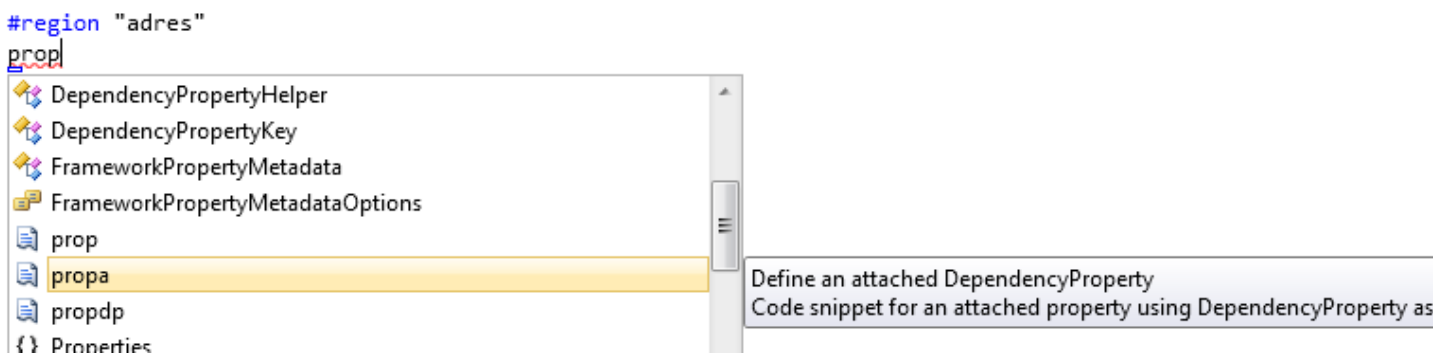 #region "adres"
prop
DependencyPropertyHelper
DependencyPropertyKey
FrameworkPropertyMetadata
FrameworkPropertyMetadataOptions
prop
propa
Define an attached DependencyProperty
Code snippet for an attached property using DependencyProperty as
propdp
{} Properties